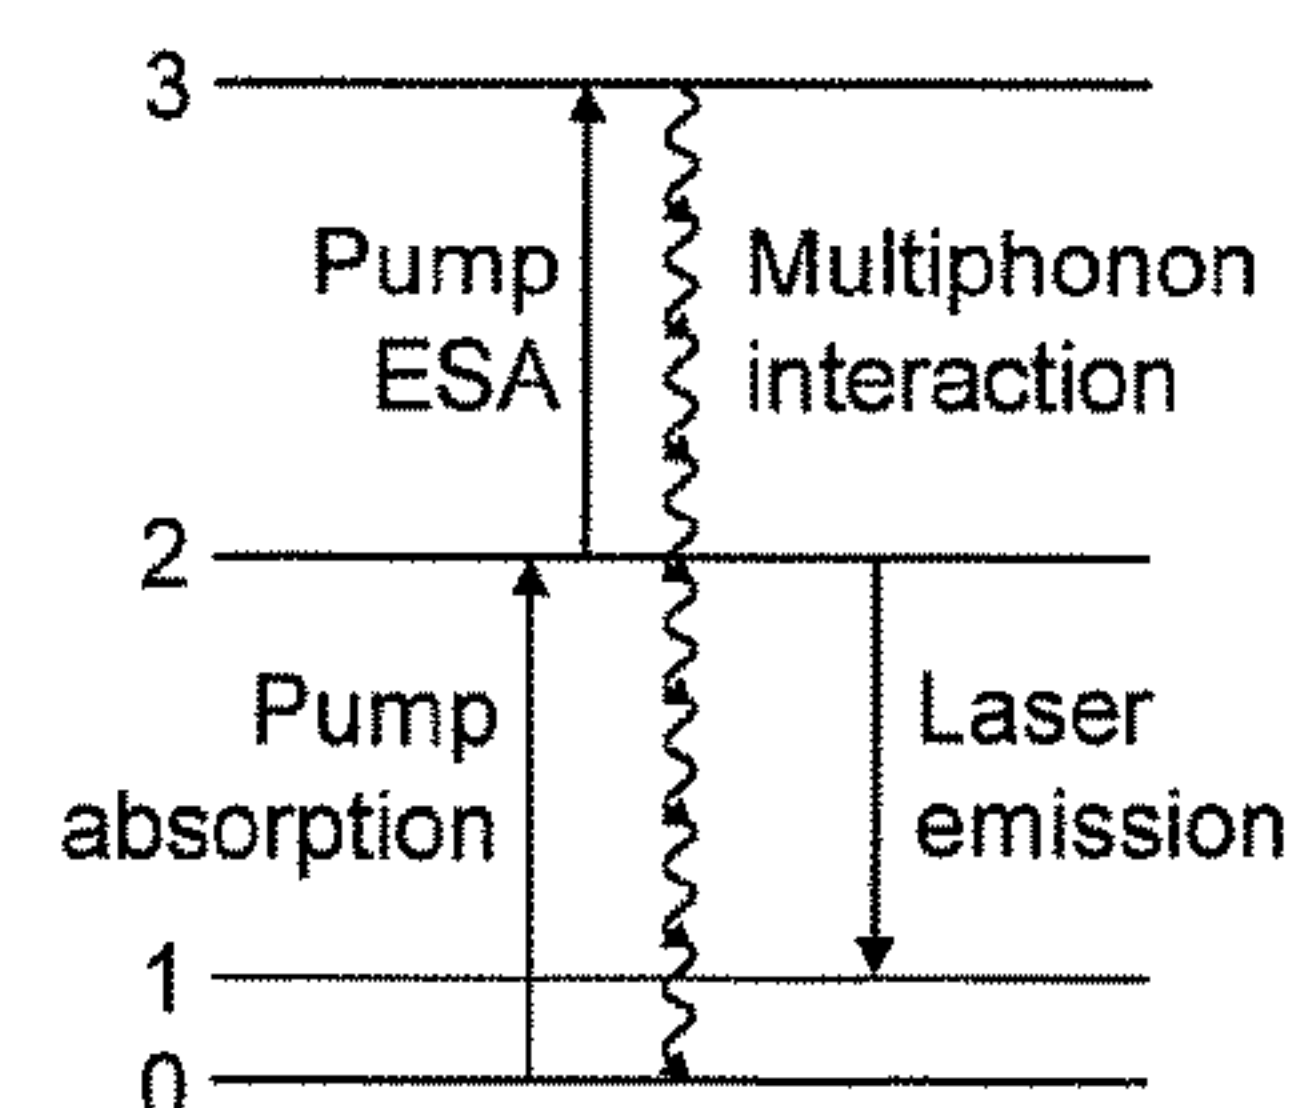 3
Pump
ESA
Multiphonon
interaction
2
Pump
absorption
Laser
emission
1
0